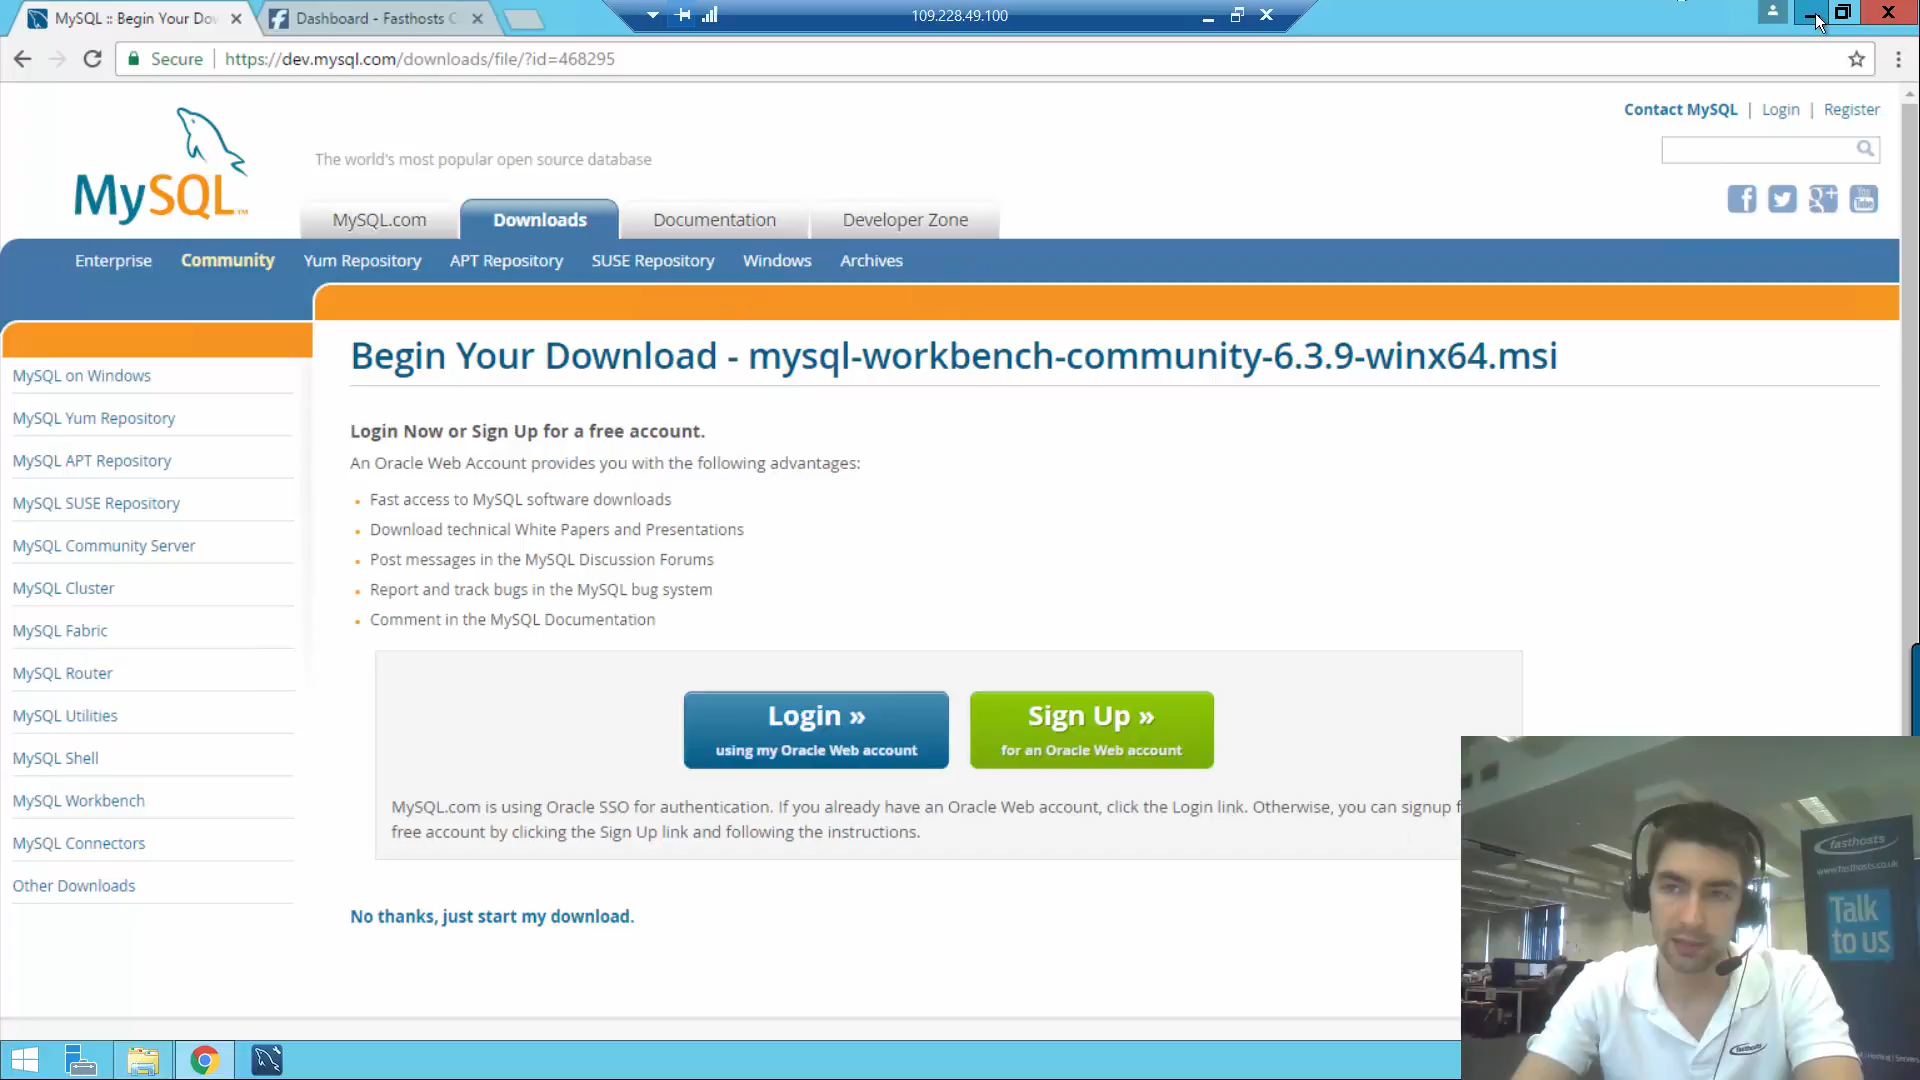 MySQL :: Begin Your Dow
Dashboard - Fasthosts C
109.228.49.100
Secure
https://dev.mysql.com/downloads/file/?id=468295
Contact MySQL | Login | Register
The world's most popular open source database
MySQL
MySQL.com
Downloads
Documentation
Developer Zone
You
Tube
Enterprise
Community
Yum Repository
APT Repository
SUSE Repository
Windows
Archives
Begin Your Download - mysql-workbench-community-6.3.9-winx64.msi
MySQL on Windows
MySQL Yum Repository
MySQL APT Repository
MySQL SUSE Repository
MySQL Community Server
MySQL Cluster
MySQL Fabric
MySQL Router
MySQL Utilities
MySQL Shell
MySQL Workbench
MySQL Connectors
Other Downloads
Login Now or Sign Up for a free account.
An Oracle Web Account provides you with the following advantages:
Fast access to MySQL software downloads
Download technical White Papers and Presentations
Post messages in the MySQL Discussion Forums
Report and track bugs in the MySQL bug system
Comment in the MySQL Documentation
Login »
using my Oracle Web account
Sign Up »
for an Oracle Web account
MySQL.com is using Oracle SSO for authentication. If you already have an Oracle Web account, click the Login link. Otherwise, you can signup f
free account by clicking the Sign Up link and following the instructions.
No thanks, just start my download.
fasthosts
www.fasthosts.co.uk
Talk
to us
fasthosts